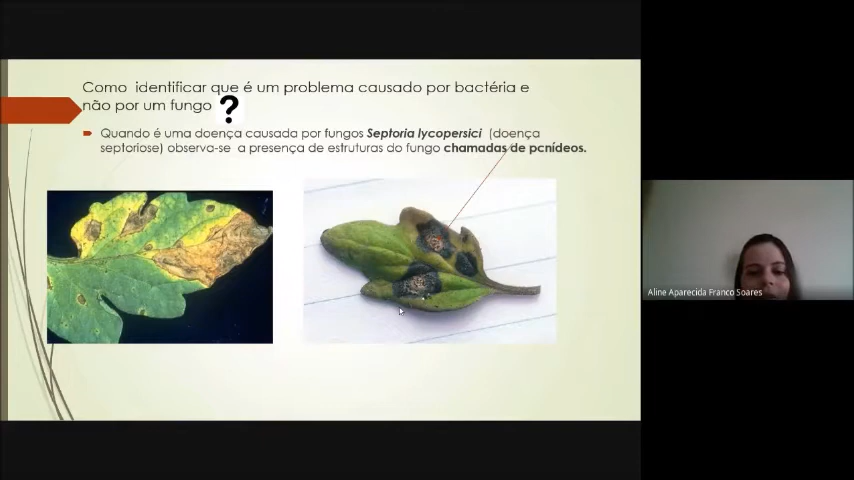 Como identificar que é um problema causado por bactéria e
não por um fungo ?
Quando é uma doença causada por fungos Septoria lycopersici (doença
septoriose) observa-se a presença de estruturas do fungo chamadas de pcnídeos.
Aline Aparecida Franco Soares